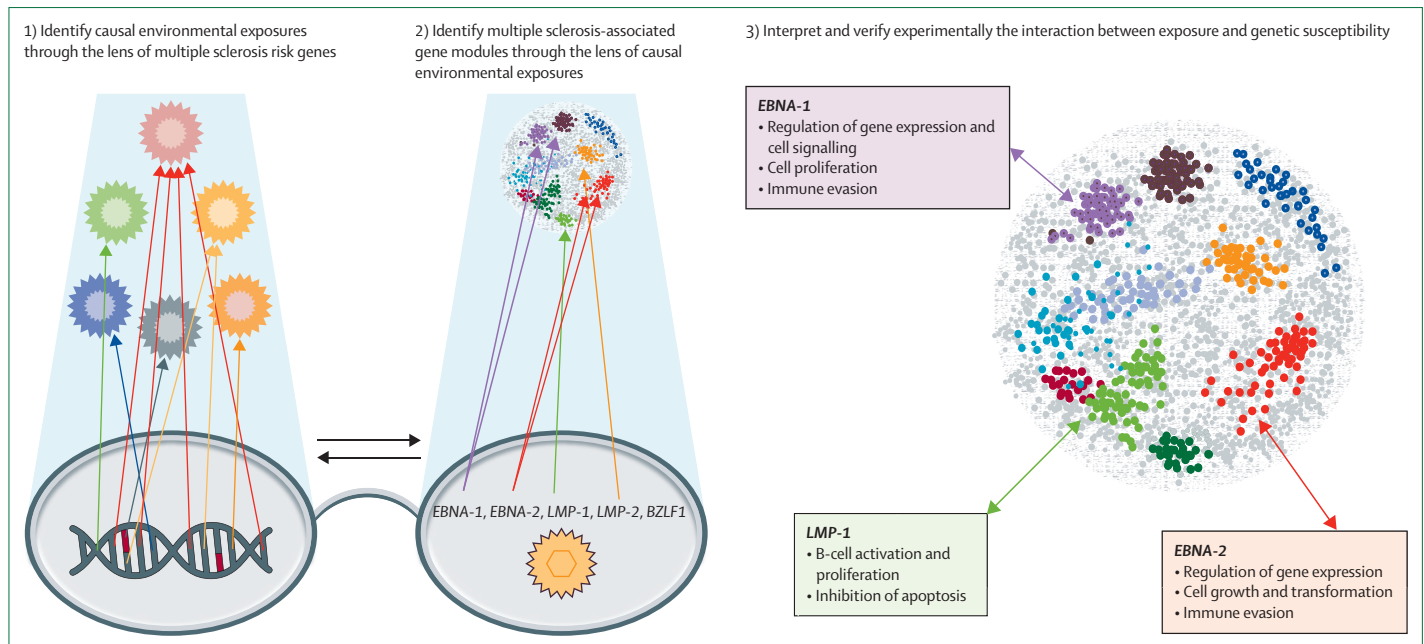 1) Identify causal environmental exposures
through the lens of multiple sclerosis risk genes
2) Identify multiple sclerosis-associated
gene modules through the lens of causal
environmental exposures
EBNA-1, EBNA-2, LMP-1, LMP-2, BZLF1
3) Interpret and verify experimentally the interaction between exposure and genetic susceptibility
EBNA-1
• Regulation of gene expression and
cell signalling
• Cell proliferation
• Immune evasion
LMP-1
• B-cell activation and
proliferation
• Inhibition of apoptosis
EBNA-2
• Regulation of gene expression
• Cell growth and transformation
• Immune evasion